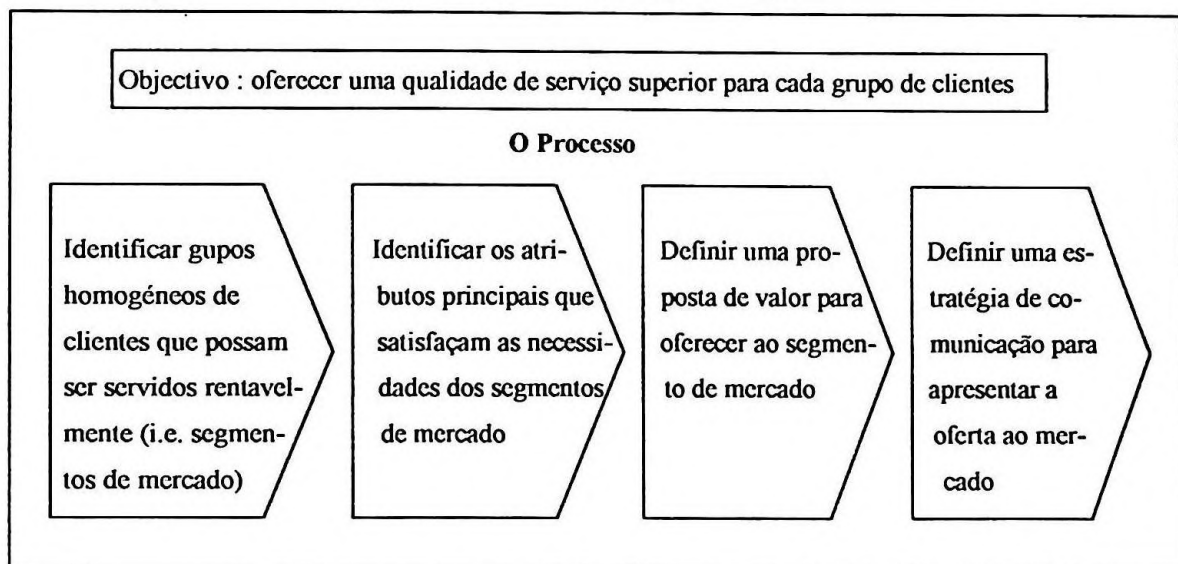 Objectivo : oferecer uma qualidade de serviço superior para cada grupo de clientes
O Processo
Identificar gupos
homogéneos de
clientes que possam
ser servidos rentavel-
mente (i.e. segmen-
tos de mercado)
Identificar os atri-
butos principais que
satisfaçam as necessi-
dades dos segmentos
de mercado
Definir uma pro-
posta de valor para
oferecer ao segmen-
to de mercado
Definir uma es-
tratégia de co-
municação para
apresentar a
oferta ao mer-
cado